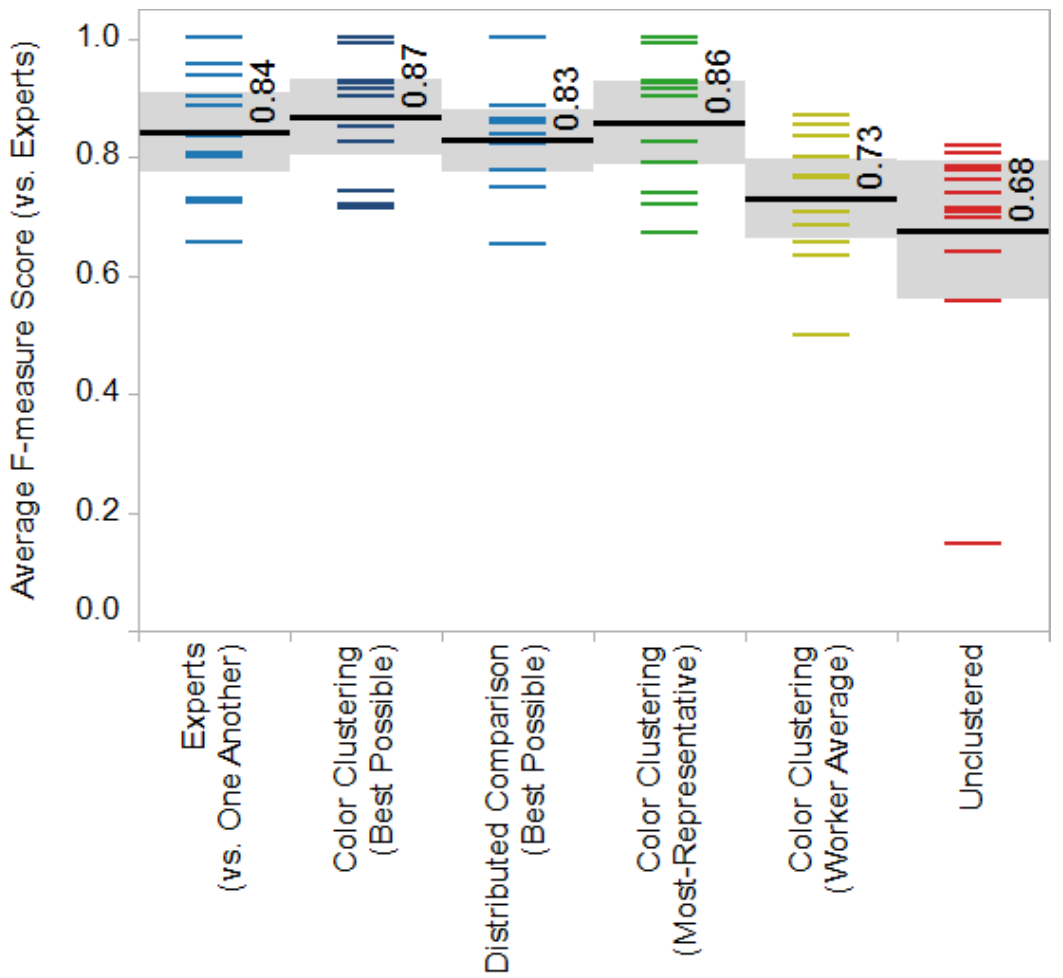 Average F-measure Score (vs. Experts)
1.0
0.8
0.6
0.4
0.2
0.0
0.84
0.87
0.83
0.86
0.73
0.68
Experts
(vs. One Another)
Color Clustering
(Best Possible)
Distributed Comparison
(Best Possible)
Color Clustering
(Most-Representative)
Color Clustering
(Worker Average)
Unclustered